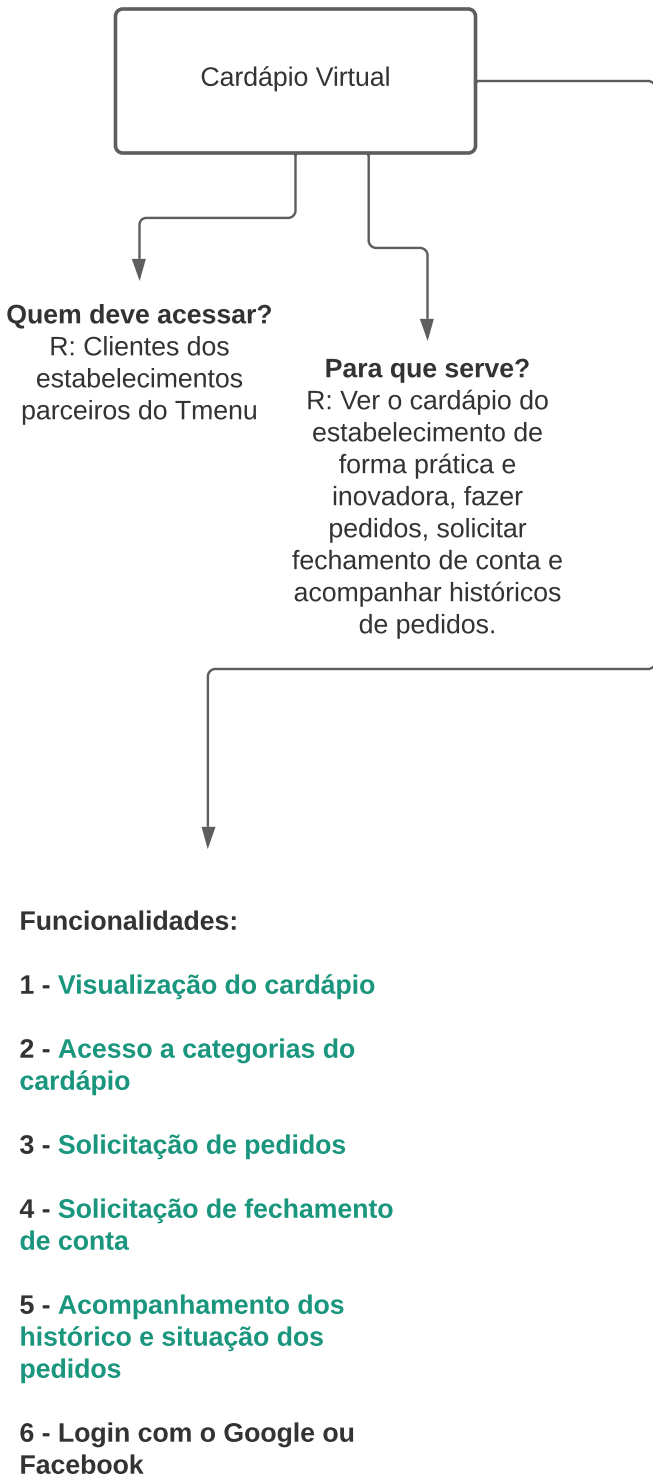 Cardápio Virtual
Quem deve acessar?
R: Clientes dos
estabelecimentos
parceiros do Tmenu
Para que serve?
R: Ver o cardápio do
estabelecimento de
forma prática e
inovadora, fazer
pedidos, solicitar
fechamento de conta e
acompanhar históricos
de pedidos.
Funcionalidades:
1 - Visualização do cardápio
2 - Acesso a categorias do
cardápio
3 - Solicitação de pedidos
4 - Solicitação de fechamento
de conta
5 - Acompanhamento dos
histórico e situação dos
pedidos
6 - Login com o Google ou
Facebook